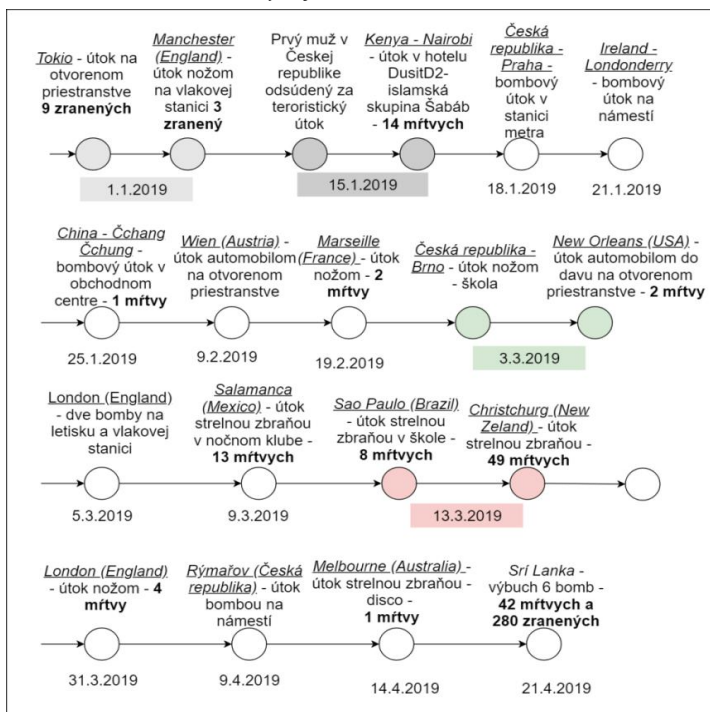 Tokio - útok na
otvorenom
priestranstve
9 zranených
Manchester
(England) -
útok nožom
na vlakovej
stanici 3
zranený
Prvý muž v
Českej
republike
odsúdený za
teroristický
útok
Kenya - Nairobi
- útok v hotelu
DusitD2-
islamská
skupina Šabáb
- 14 mŕtvych
Česká
republika -
Praha -
bombový
útok v
stanici
metra
Ireland -
Londonderry
- bombový
útok na
námestí
1.1.2019
15.1.2019
18.1.2019
21.1.2019
China - Čchang
Čchung -
bombový útok v
obchodnom
centre - 1 mŕtvy
Wien (Austria) -
útok automobilom
na otvorenom
priestranstve
Marseille
(France) - útok
nožom - 2
mŕtvy
Česká republika -
Brno - útok nožom
- škola
New Orleans (USA) -
útok automobilom do
davu na otvorenom
priestranstve - 2 mŕtvy
25.1.2019
9.2.2019
19.2.2019
3.3.2019
London (England)
- dve bomby na
letisku a vlakovej
stanici
Salamanca
(Mexico) - útok
strelnou zbraňou
v nočnom klube -
13 mŕtvych
Sao Paulo (Brazil)
- útok strelnou
zbraňou v škole -
8 mŕtvych
Christchurg (New
Zeland) - útok
strelnou zbraňou -
49 mŕtvych
5.3.2019
9.3.2019
13.3.2019
London (England)
- útok nožom - 4
mŕtvy
Rýmařov (Česká
republika) - útok
bombou na
námestí
Melbourne (Australia) -
útok strelnou zbraňou -
disco -
1 mŕtvy
Srí Lanka -
výbuch 6 bomb -
42 mŕtvych a
280 zranených
31.3.2019
9.4.2019
14.4.2019
21.4.2019